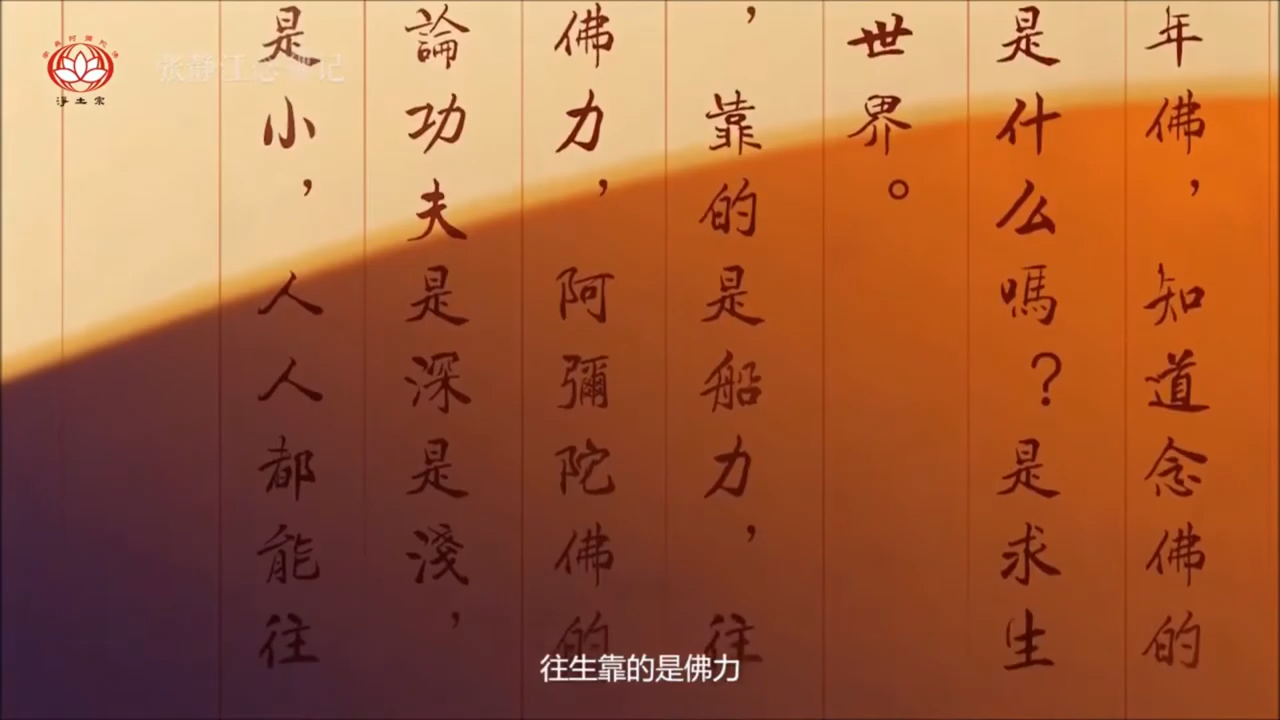 年佛，知道念佛的
是什么嗎？是求生
世界。
，靠的是船力，往
佛力，阿彌陀佛的
論功夫是深是淺，
是小，人人都能往
往生靠的是佛力
淨土宗